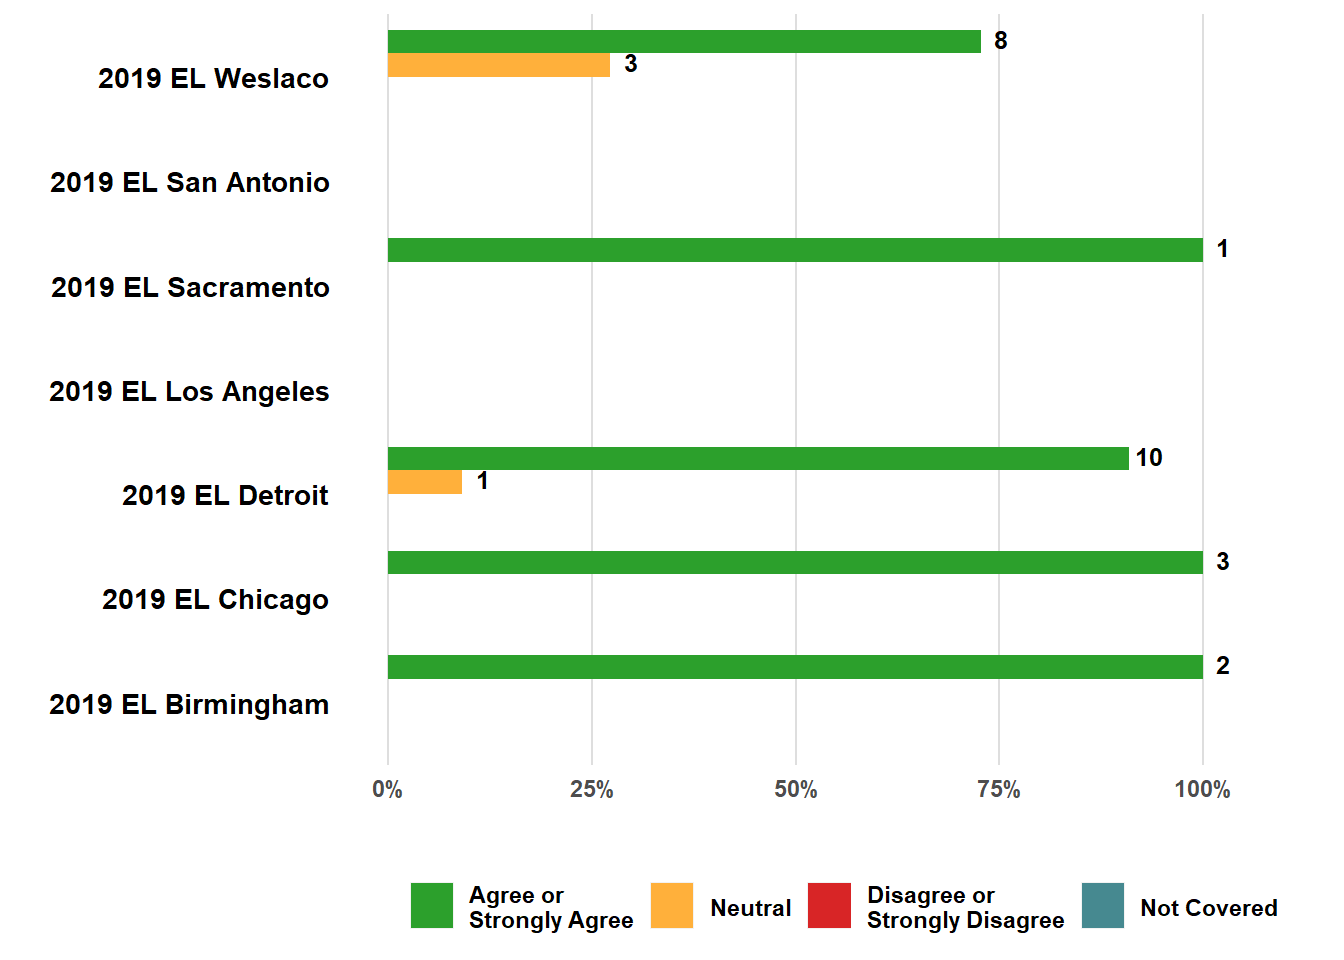 8
3
2019 EL Weslaco
2019 EL San Antonio
1
2019 EL Sacramento
2019 EL Los Angeles
10
1
2019 EL Detroit
3
2019 EL Chicago
2
2019 EL Birmingham
0% 25% 50% 75% 100%
Agree or
Strongly Agree
Neutral
Disagree or
Strongly Disagree
Not Covered